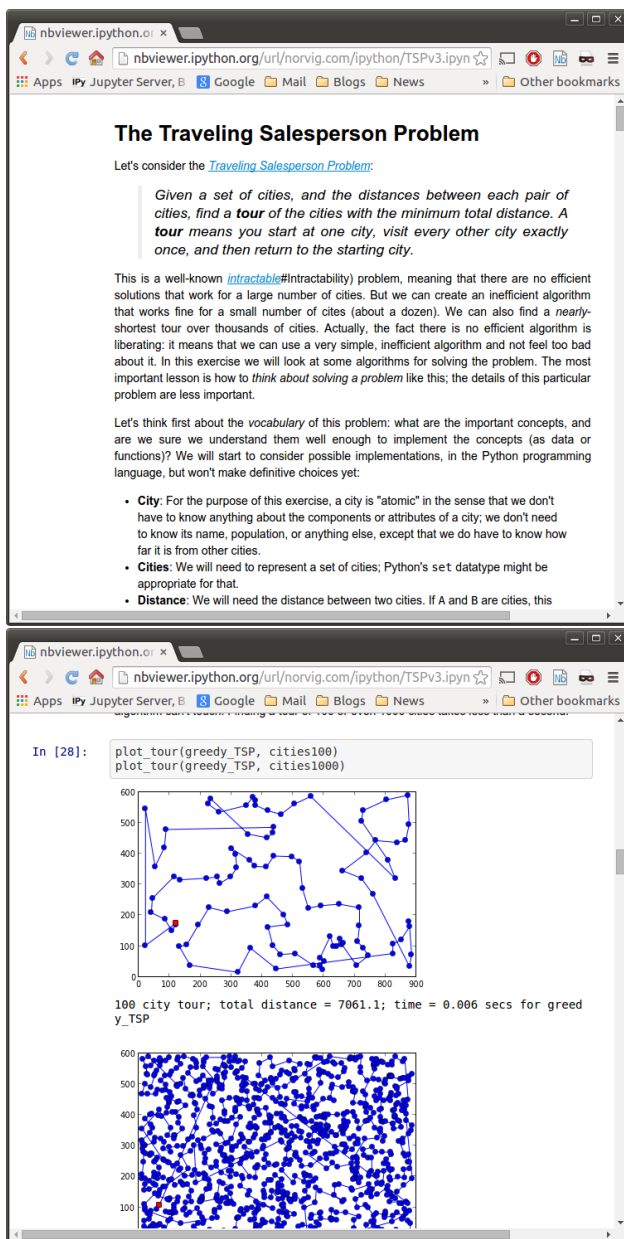 nbviewer.ipython.or ×
nbviewer.ipython.org/url/norvig.com/ipython/TSPv3.ipyn
Apps IPy Jupyter Server, B Google Mail Blogs News » Other bookmarks
The Traveling Salesperson Problem
Let's consider the Traveling Salesperson Problem:
Given a set of cities, and the distances between each pair of
cities, find a tour of the cities with the minimum total distance. A
tour means you start at one city, visit every other city exactly
once, and then return to the starting city.
This is a well-known intractable#Intractability) problem, meaning that there are no efficient
solutions that work for a large number of cities. But we can create an inefficient algorithm
that works fine for a small number of cites (about a dozen). We can also find a nearly-
shortest tour over thousands of cities. Actually, the fact there is no efficient algorithm is
liberating: it means that we can use a very simple, inefficient algorithm and not feel too bad
about it. In this exercise we will look at some algorithms for solving the problem. The most
important lesson is how to think about solving a problem like this; the details of this particular
problem are less important.
Let's think first about the vocabulary of this problem: what are the important concepts, and
are we sure we understand them well enough to implement the concepts (as data or
functions)? We will start to consider possible implementations, in the Python programming
language, but won't make definitive choices yet:
• City: For the purpose of this exercise, a city is "atomic" in the sense that we don't
have to know anything about the components or attributes of a city; we don't need
to know its name, population, or anything else, except that we do have to know how
far it is from other cities.
• Cities: We will need to represent a set of cities; Python's set datatype might be
appropriate for that.
• Distance: We will need the distance between two cities. If A and B are cities, this
nbviewer.ipython.or ×
nbviewer.ipython.org/url/norvig.com/ipython/TSPv3.ipyn
Apps IPy Jupyter Server, B Google Mail Blogs News » Other bookmarks
In [28]: plot_tour(greedy_TSP, cities100)
plot_tour(greedy_TSP, cities1000)
600
500
400
300
200
100
0
0 100 200 300 400 500 600 700 800 900
100 city tour; total distance = 7061.1; time = 0.006 secs for greed
y_TSP
600
500
400
300
200
100